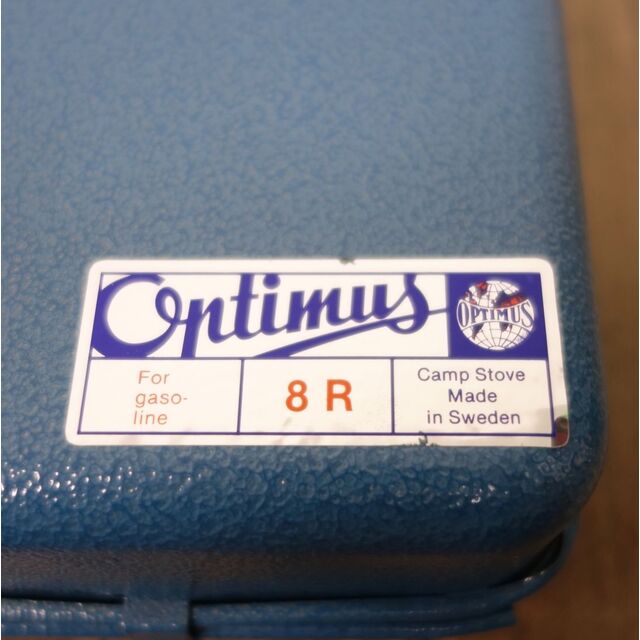 Optimus
OPTIMUS
For
gaso-
line
8 R
Camp Stove
Made
in Sweden